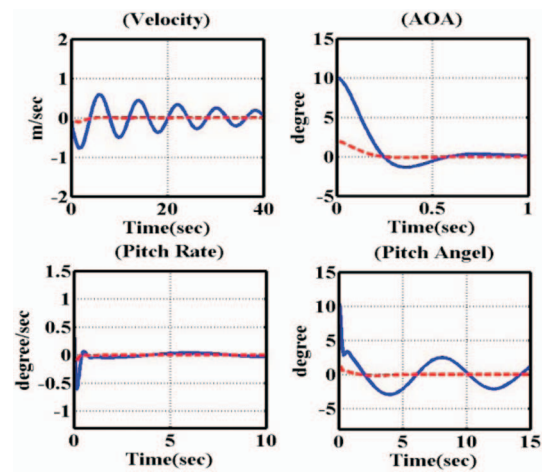 (Velocity)
2
1
0
-1
-2
m/sec
0
20
40
Time(sec)
(AOA)
15
10
5
0
-5
degree
0
0.5
1
Time(sec)
(Pitch Rate)
1.5
1
0.5
0
-0.5
-1
degree/sec
0
5
10
Time(sec)
(Pitch Angel)
15
10
5
0
-5
degree
0
5
10
15
Time(sec)